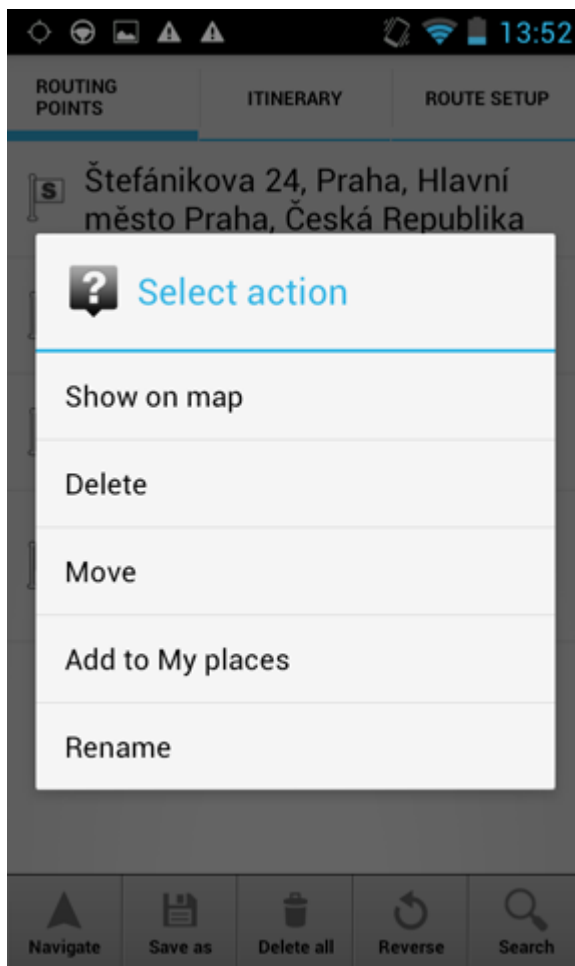 13:52
ROUTING
POINTS
ITINERARY
ROUTE SETUP
S
Štefánikova 24, Praha, Hlavní
město Praha, Česká Republika
?
Select action
Show on map
Delete
Move
Add to My places
Rename
Navigate
Save as
Delete all
Reverse
Search